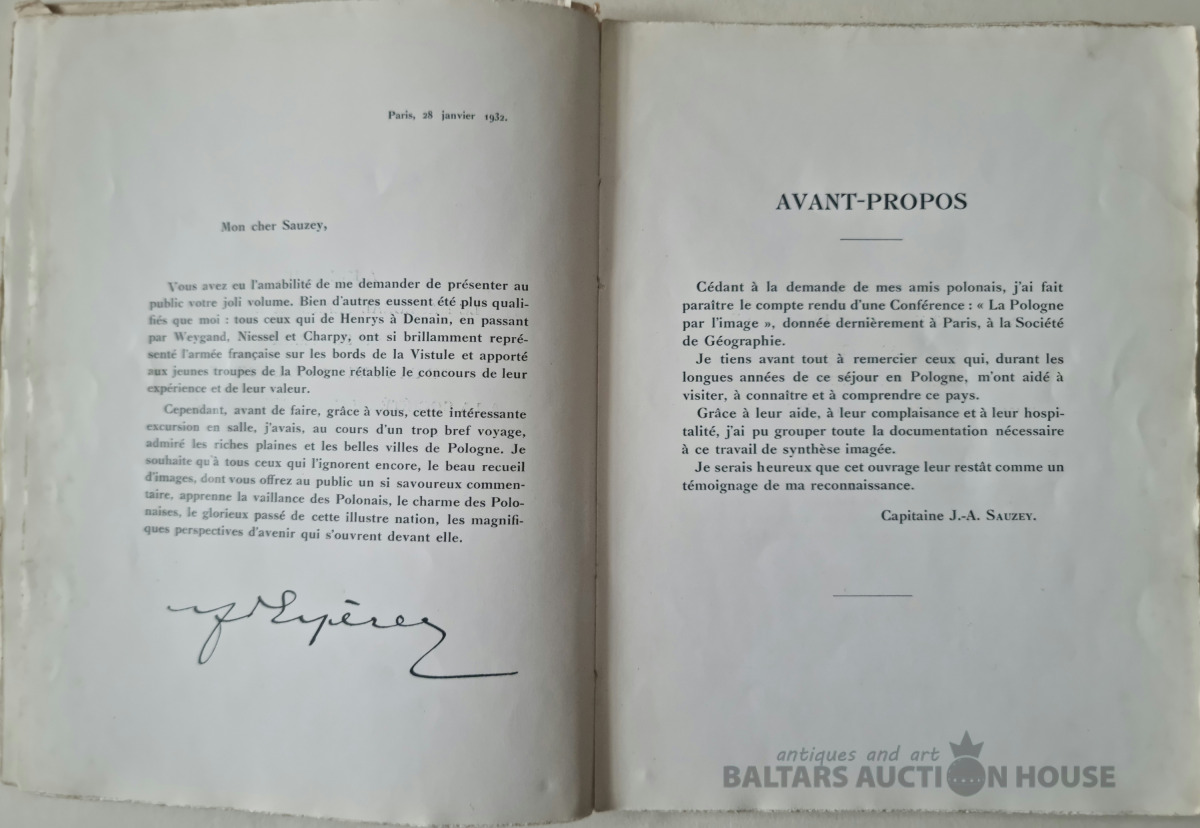 Paris, 28 janvier 1932.
Mon cher Sauzey,
Vous avez eu l'amabilité de me demander de présenter au
public votre joli volume. Bien d'autres eussent été plus quali-
fiés que moi : tous ceux qui de Henrys à Denain, en passant
par Weygand, Niessel et Charpy, ont si brillamment repré-
senté l'armée française sur les bords de la Vistule et apporté
aux jeunes troupes de la Pologne rétablie le concours de leur
expérience et de leur valeur.
Cependant, avant de faire, grâce à vous, cette intéressante
excursion en salle, j'avais, au cours d'un trop bref voyage,
admiré les riches plaines et les belles villes de Pologne. Je
souhaite qu'à tous ceux qui l'ignorent encore, le beau recueil
d'images, dont vous offrez au public un si savoureux commen-
taire, apprenne la vaillance des Polonais, le charme des Polo-
naises, le glorieux passé de cette illustre nation, les magnifi-
ques perspectives d'avenir qui s'ouvrent devant elle.
AVANT-PROPOS
Cédant à la demande de mes amis polonais, j'ai fait
paraître le compte rendu d'une Conférence : « La Pologne
par l'image », donnée dernièrement à Paris, à la Société
de Géographie.
Je tiens avant tout à remercier ceux qui, durant les
longues années de ce séjour en Pologne, m'ont aidé à
visiter, à connaître et à comprendre ce pays.
Grâce à leur aide, à leur complaisance et à leur hospi-
talité, j'ai pu grouper toute la documentation nécessaire
à ce travail de synthèse imagée.
Je serais heureux que cet ouvrage leur restât comme un
témoignage de ma reconnaissance.
Capitaine J.-A. SAUZEY.
antiques and art
BALTARS AUCTION HOUSE